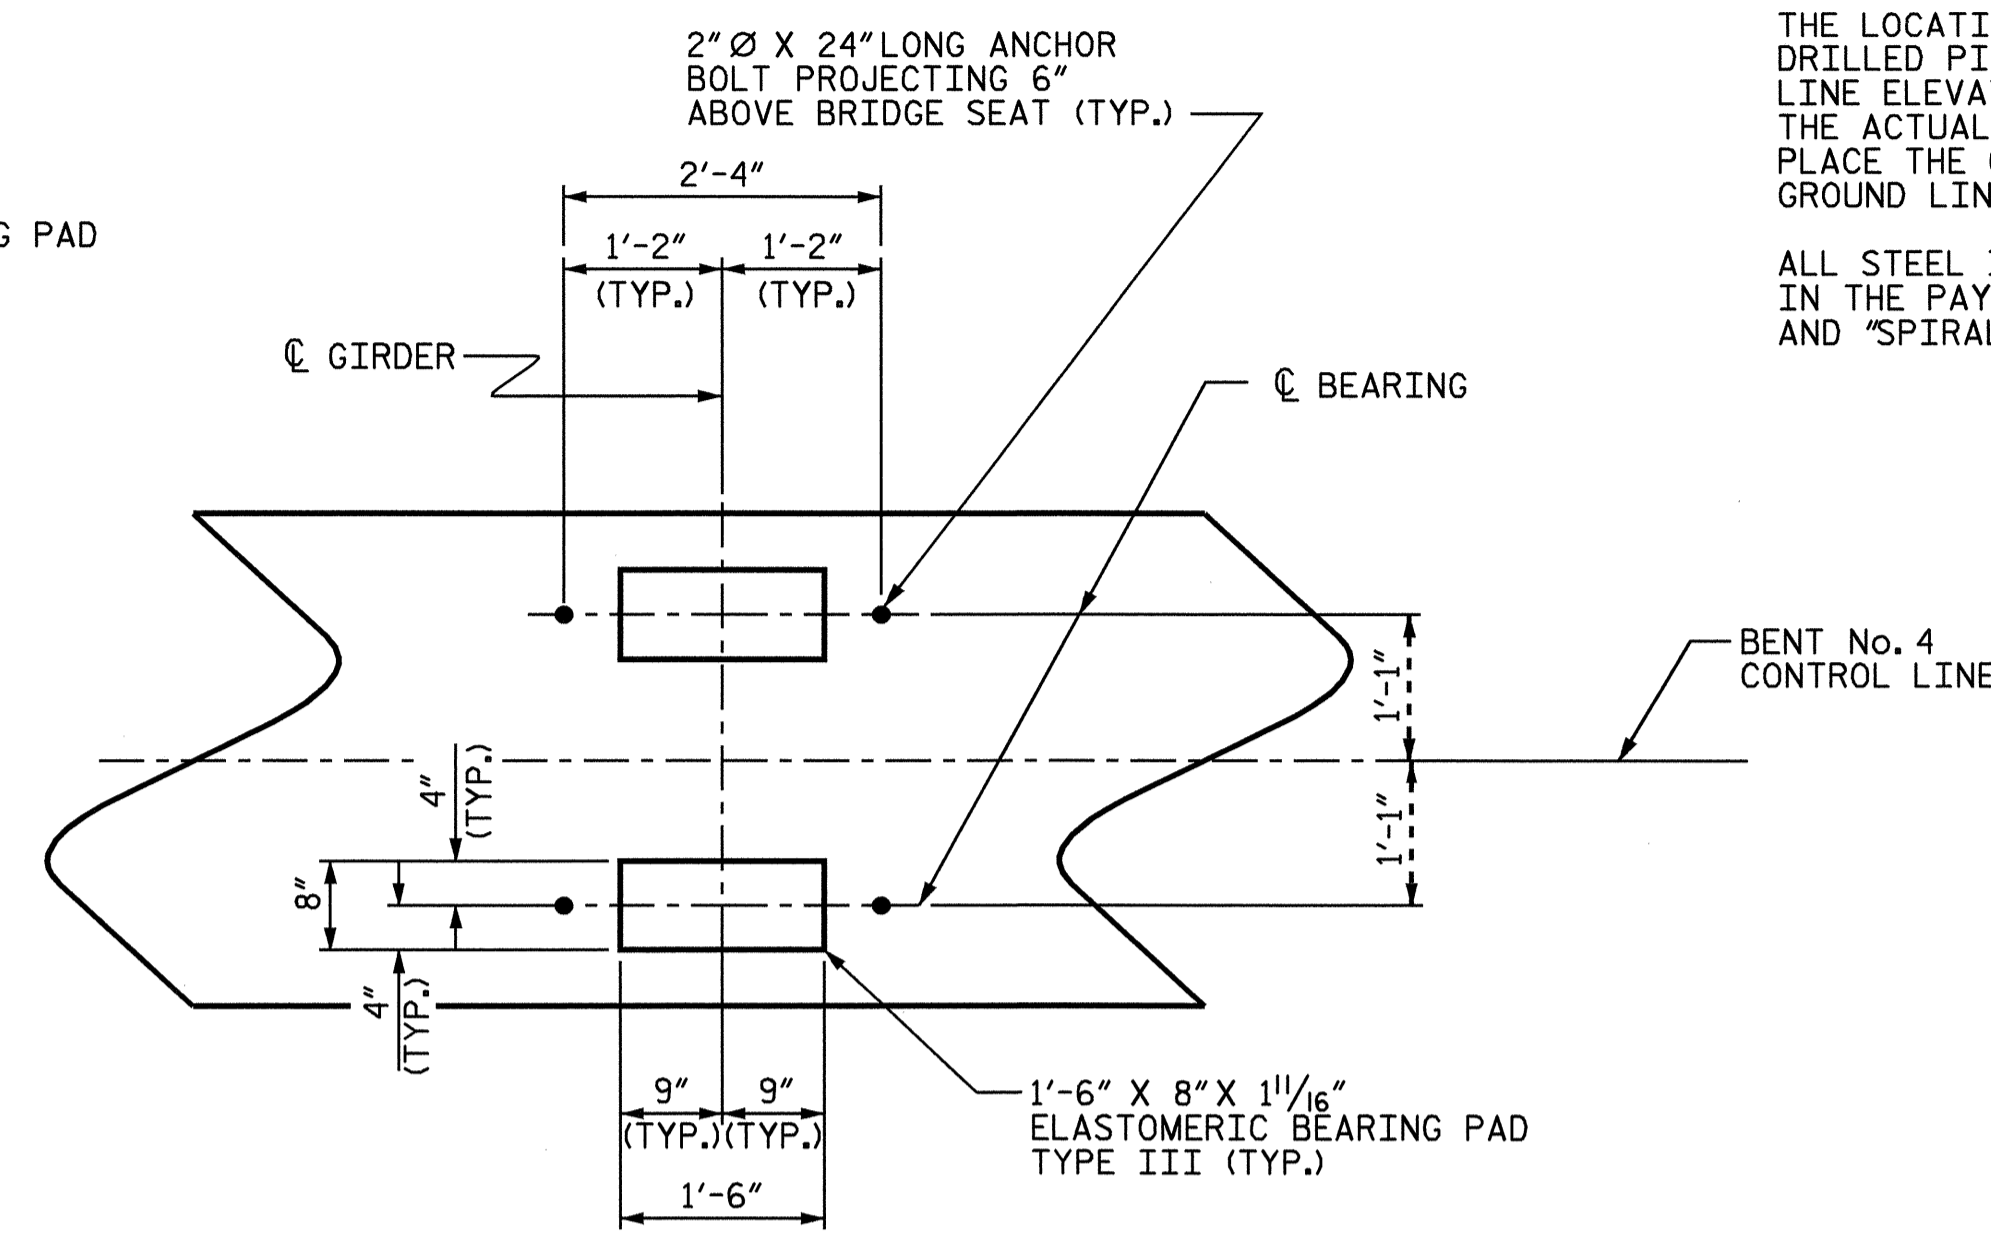 2"Ø X 24" LONG ANCHOR
BOLT PROJECTING 6"
ABOVE BRIDGE SEAT (TYP.)
THE LOCATI
DRILLED PI
LINE ELEVA
THE ACTUAL
PLACE THE
GROUND LIN
ALL STEEL
IN THE PAY
AND "SPIRAL
G PAD
2'-4"
1'-2"
(TYP.)
1'-2"
(TYP.)
℄ GIRDER
℄ BEARING
BENT No. 4
CONTROL LINE
1'-1"
1'-1"
4"
(TYP.)
8"
4"
(TYP.)
9"
(TYP.)
9"
(TYP.)
1'-6"
1'-6" X 8" X 1 11/16"
ELASTOMERIC BEARING PAD
TYPE III (TYP.)